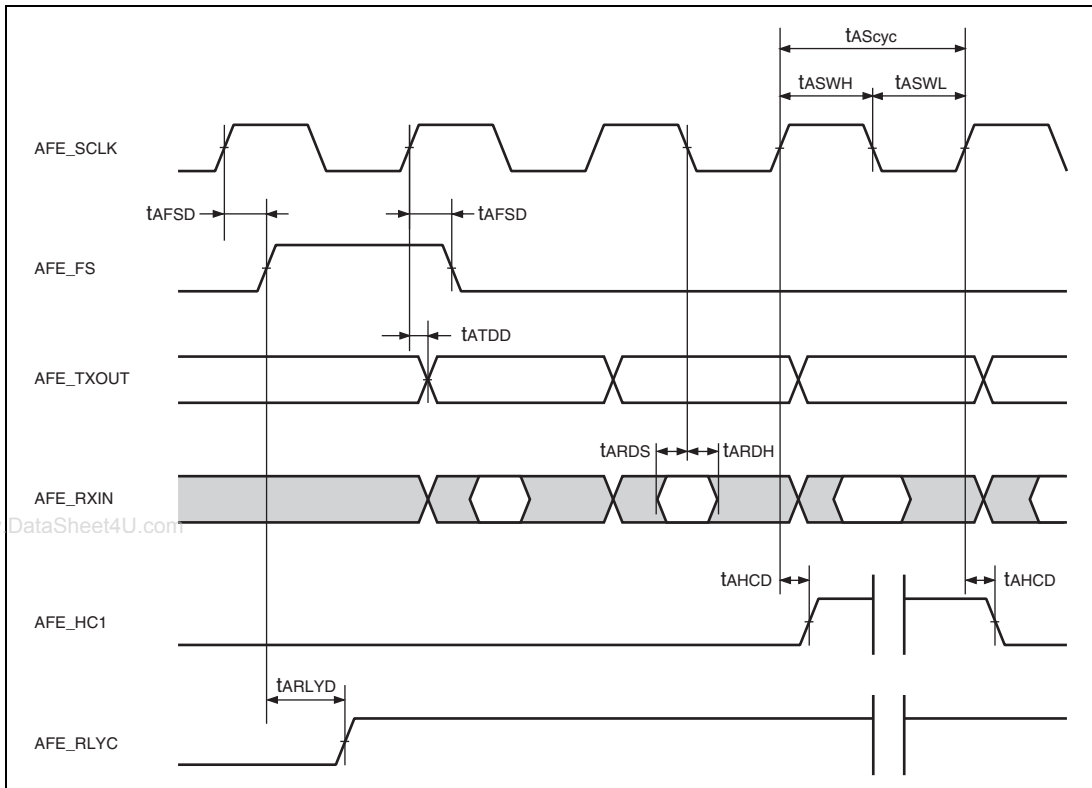 tAScyc
tASWH
tASWL
AFE_SCLK
tAFSD
tAFSD
AFE_FS
tATDD
AFE_TXOUT
tARDS
tARDH
AFE_RXIN
DataSheet4U.com
tAHCD
tAHCD
AFE_HC1
tARLYD
AFE_RLYC